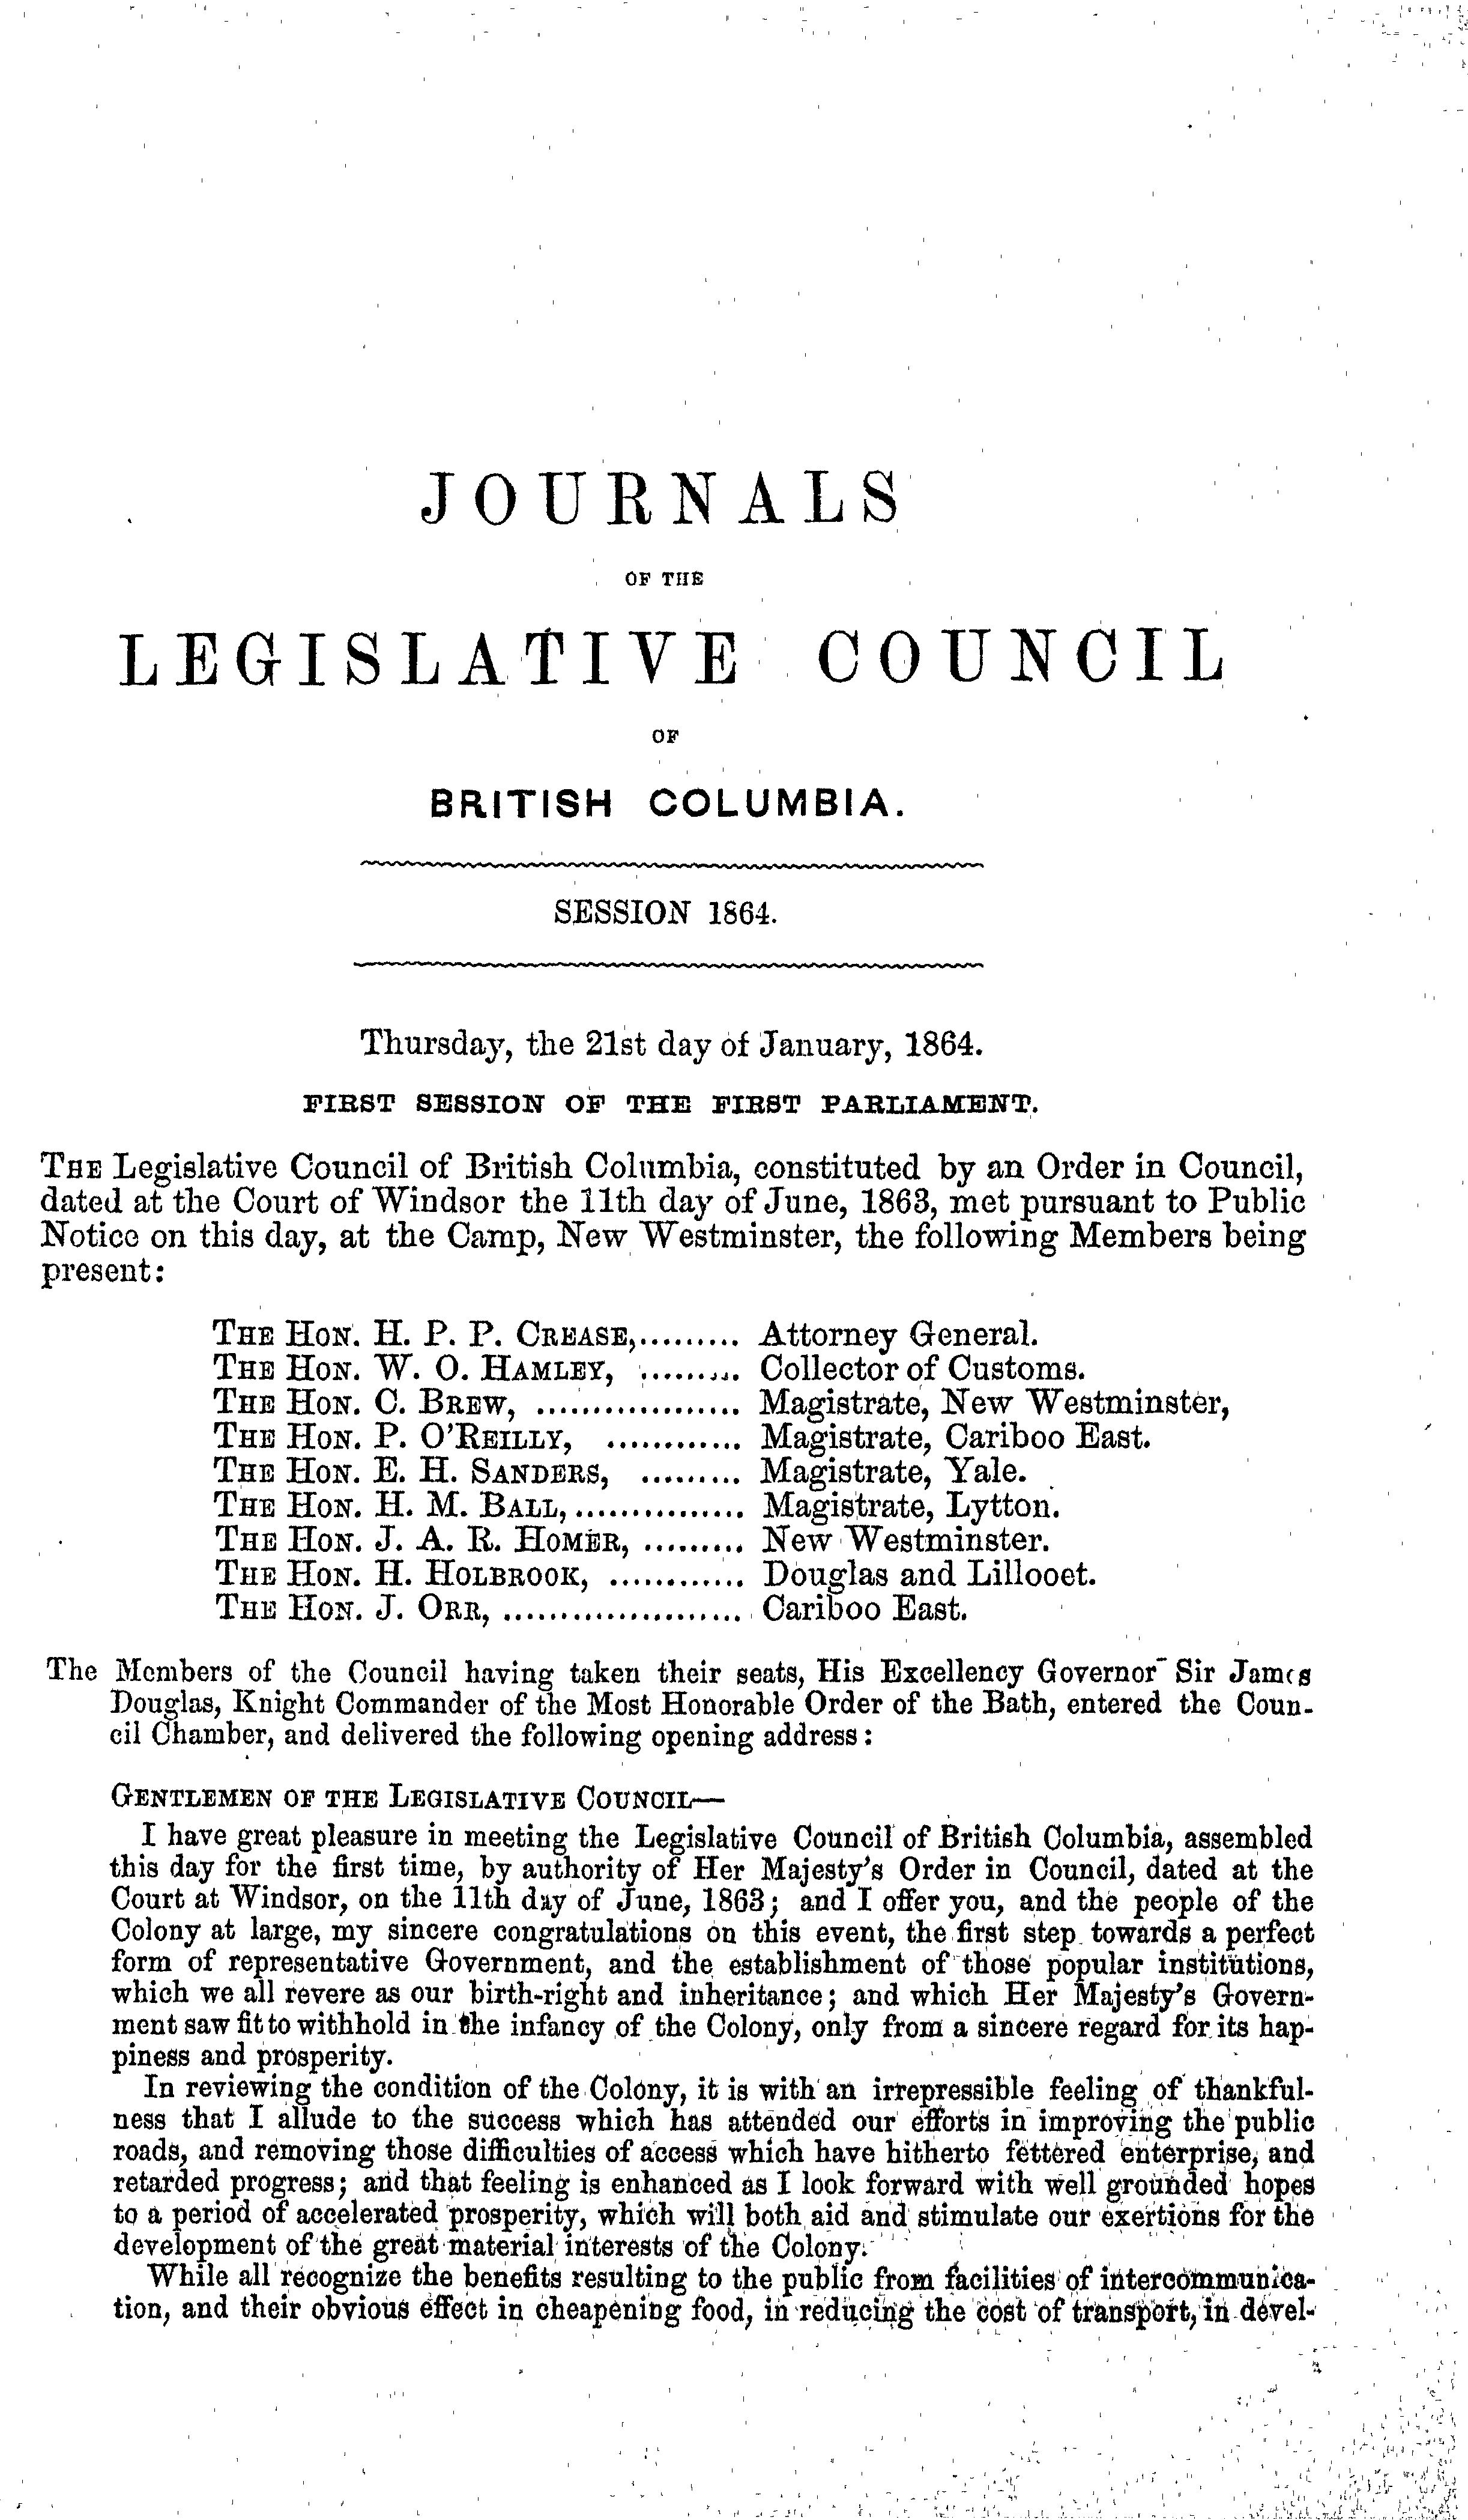 JOURNALS
OF THE
LEGISLATIVE COUNCIL
OF
BRITISH COLUMBIA.
SESSION 1864.
Thursday, the 21st day of January, 1864.
FIRST SESSION OF THE FIRST PARLIAMENT.
THE Legislative Council of British Columbia, constituted by an Order in Council,
dated at the Court of Windsor the 11th day of June, 1863, met pursuant to Public
Notice on this day, at the Camp, New Westminster, the following Members being
present:
THE HON. H. P. P. CREASE,......... Attorney General.
THE HON. W. O. HAMLEY, ......... Collector of Customs.
THE HON. C. BREW, .................. Magistrate, New Westminster,
THE HON. P. O'REILLY, ............ Magistrate, Cariboo East.
THE HON. E. H. SANDERS, ......... Magistrate, Yale.
THE HON. H. M. BALL, ............... Magistrate, Lytton.
THE HON. J. A. R. HOMER, ......... New Westminster.
THE HON. H. HOLBROOK, ............ Douglas and Lillooet.
THE HON. J. ORR, ..................... Cariboo East.
The Members of the Council having taken their seats, His Excellency Governor Sir James
Douglas, Knight Commander of the Most Honorable Order of the Bath, entered the Coun-
cil Chamber, and delivered the following opening address:
GENTLEMEN OF THE LEGISLATIVE COUNCIL—
I have great pleasure in meeting the Legislative Council of British Columbia, assembled
this day for the first time, by authority of Her Majesty's Order in Council, dated at the
Court at Windsor, on the 11th day of June, 1863; and I offer you, and the people of the
Colony at large, my sincere congratulations on this event, the first step towards a perfect
form of representative Government, and the establishment of those popular institutions,
which we all revere as our birth-right and inheritance; and which Her Majesty's Govern-
ment saw fit to withhold in the infancy of the Colony, only from a sincere regard for its hap-
piness and prosperity.
In reviewing the condition of the Colony, it is with an irrepressible feeling of thankful-
ness that I allude to the success which has attended our efforts in improving the public
roads, and removing those difficulties of access which have hitherto fettered enterprise, and
retarded progress; and that feeling is enhanced as I look forward with well grounded hopes
to a period of accelerated prosperity, which will both aid and stimulate our exertions for the
development of the great material interests of the Colony.
While all recognize the benefits resulting to the public from facilities of intercommunica-
tion, and their obvious effect in cheapening food, in reducing the cost of transport, in devel-